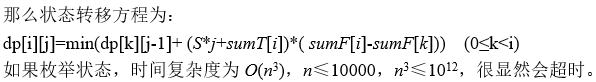 那么状态转移方程为：
dp[i][j]=min(dp[k][j-1]+ (S*j+sumT[i])*( sumF[i]-sumF[k])) (0≤k<i)
如果枚举状态，时间复杂度为 O(n³)，n≤10000，n³≤10¹²，很显然会超时。